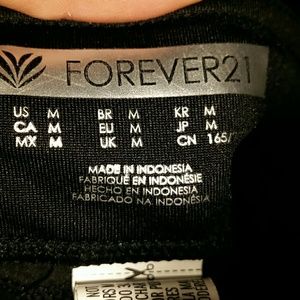 FOREVER21
US M BR M KR M
CA M EU M JP M
MX M UK M CN 165/
MADE IN INDONESIA
FABRIQUÉ EN INDONÉSIE
HECHO EN INDONESIA
FABRICADO NA INDONÉSIA